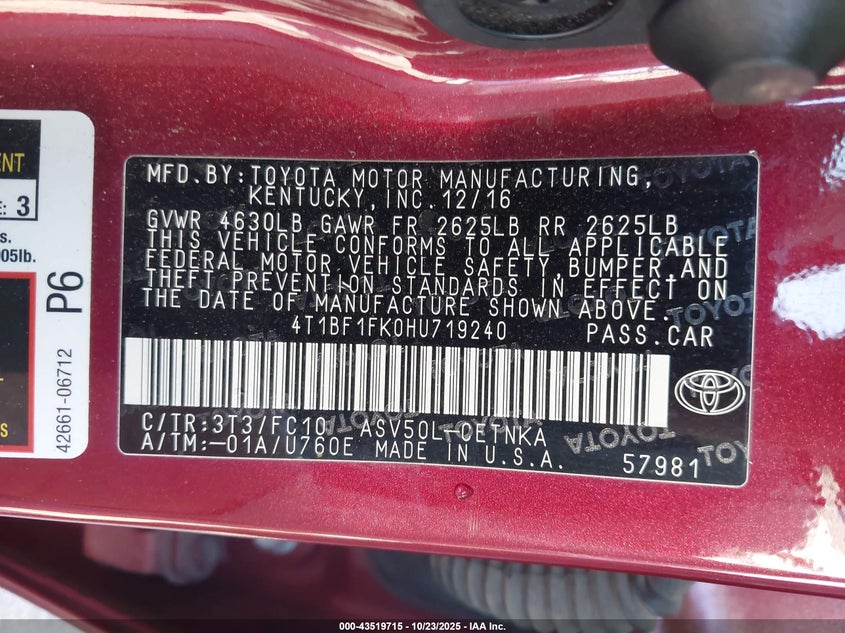 ENT
E: 3
s.
005lb.
P6
42661-06712
S
MFD.BY:TOYOTA MOTOR MANUFACTURING,
KENTUCKY,INC.12/16
GVWR 4630LB GAWR FR 2625LB RR 2625LB
THIS VEHICLE CONFORMS TO ALL APPLICABLE
FEDERAL MOTOR VEHICLE SAFETY,BUMPER,AND
THEFT PREVENTION STANDARDS IN EFFECT ON
THE DATE OF MANUFACTURE SHOWN ABOVE.
4T1BF1FK0HU719240 PASS.CAR
C/TR:3T3/FC10 ASV50L-CETNKA
A/TM:-01A/U760E MADE IN U.S.A.
57981
TOYOTA
000-43519715 - 10/23/2025 - IAA Inc.